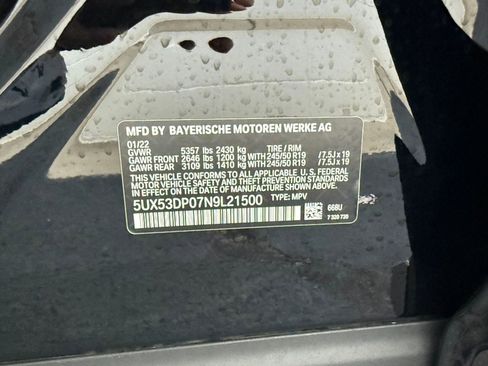 MFD BY BAYERISCHE MOTOREN WERKE AG
01/22 TIRE / RIM
GVWR 5357 lbs 2430 kg
GAWR FRONT 2646 lbs 1200 kg WITH 245/50 R19 /7.5J x 19
GAWR REAR 3109 lbs 1410 kg WITH 245/50 R19 /7.5J x 19
THIS VEHICLE CONFORMS TO ALL APPLICABLE U.S. FEDERAL
MOTOR VEHICLE SAFETY STANDARDS IN EFFECT ON THE
DATE OF MANUFACTURE SHOWN ABOVE.
5UX53DP07N9L21500 TYPE: MPV
668U
7 320 720